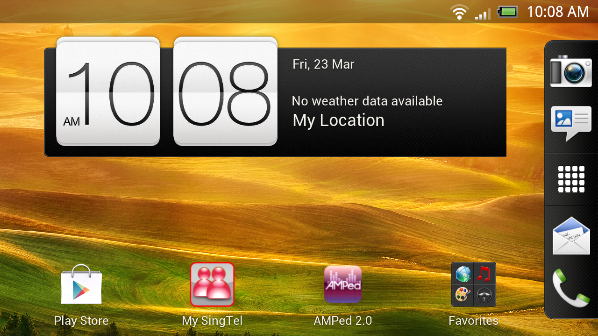 10:08 AM
AM 10 08
Fri, 23 Mar
No weather data available
My Location
Play Store
My SingTel
AMPed
AMPed 2.0
Favorites